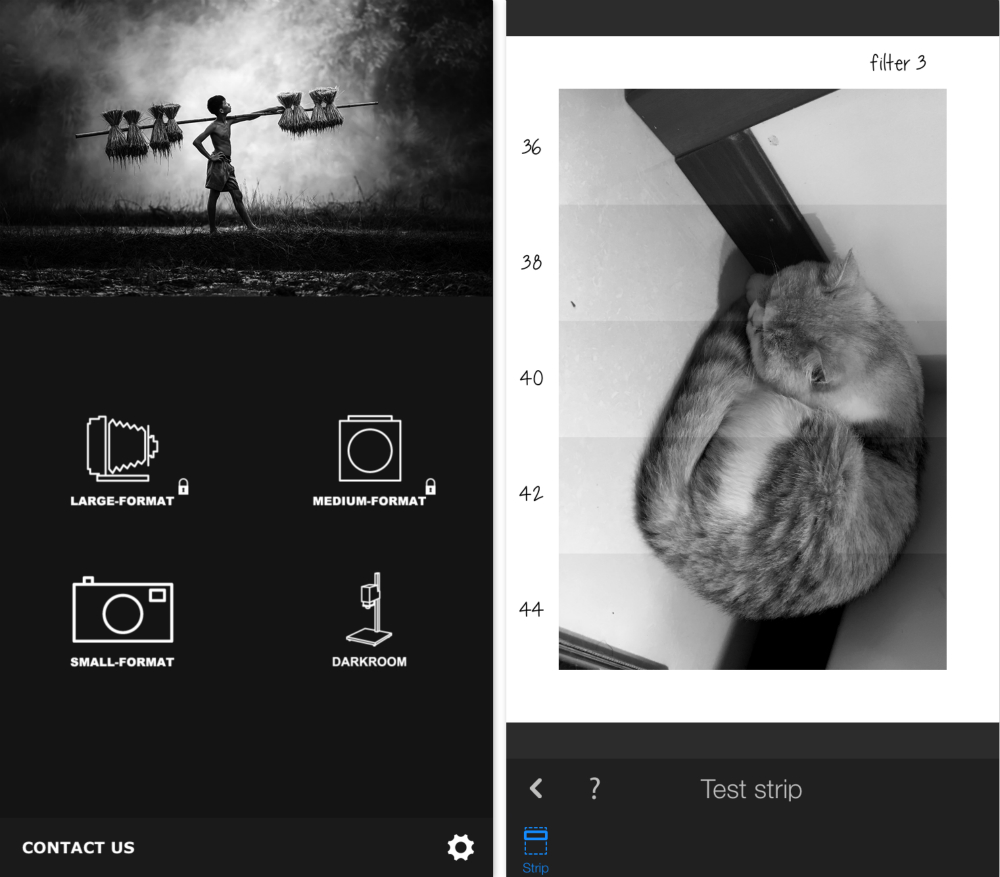 LARGE-FORMAT
MEDIUM-FORMAT
SMALL-FORMAT
DARKROOM
CONTACT US
filter 3
36
38
40
42
44
?
Test strip
Strip